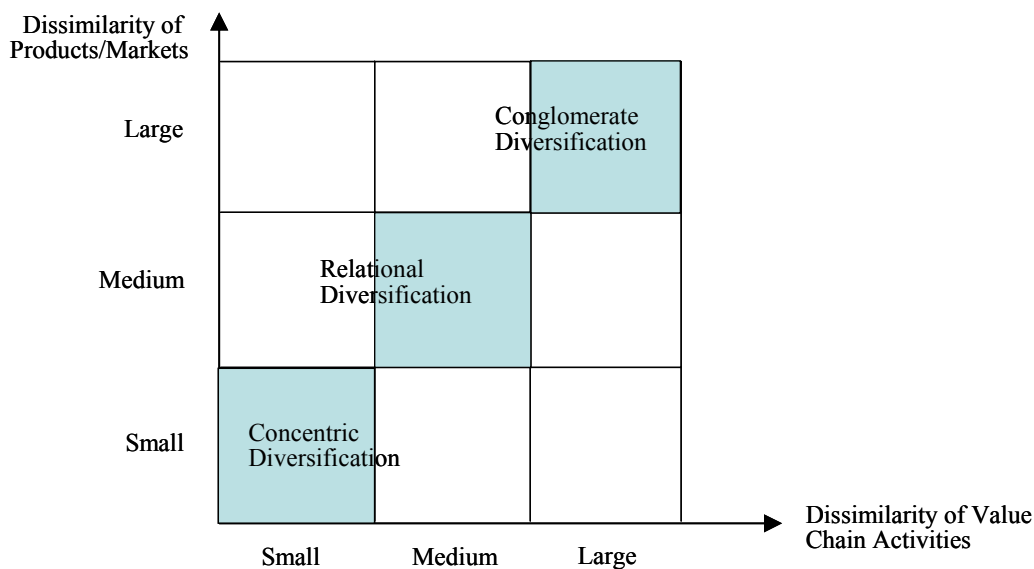 Dissimilarity of
Products/Markets
Large
Conglomerate
Diversification
Medium
Relational
Diversification
Small
Concentric
Diversification
Dissimilarity of Value
Chain Activities
Small
Medium
Large